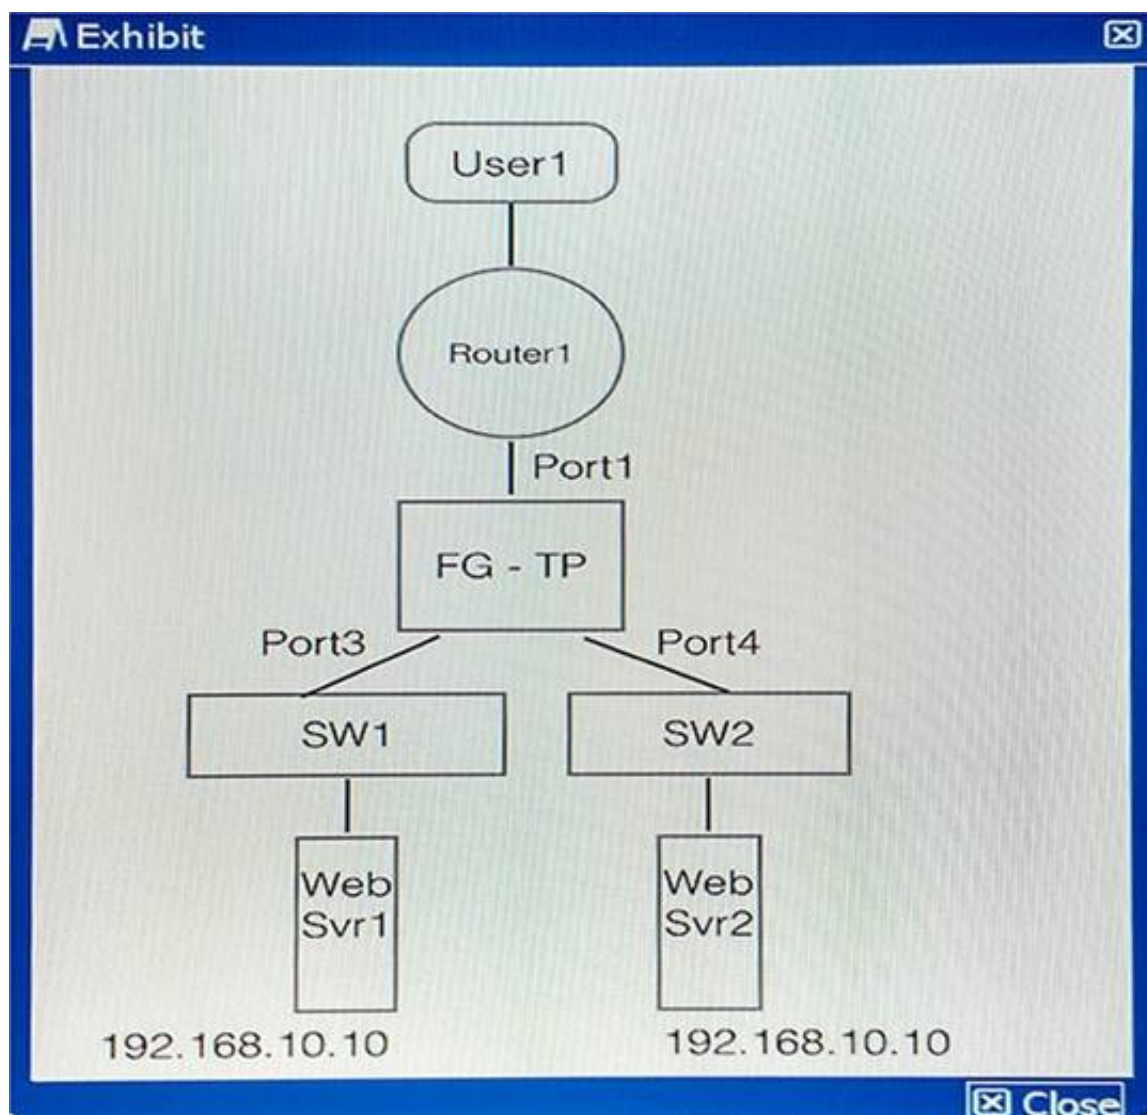 Exhibit
User1
Router1
Port1
FG - TP
Port3
Port4
SW1
SW2
Web
Svr1
Web
Svr2
192.168.10.10
192.168.10.10
Close